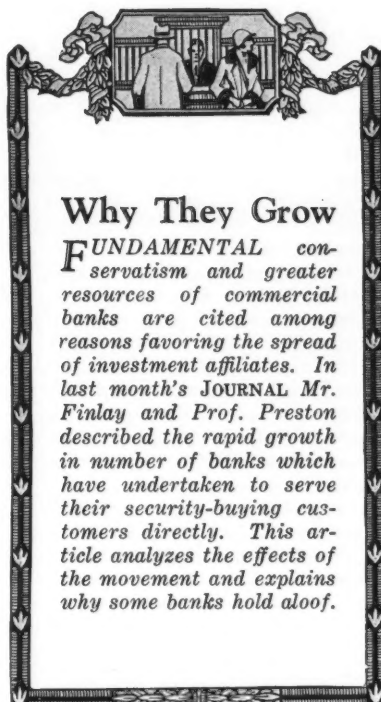 Why They Grow
FUNDAMENTAL con-
servatism and greater
resources of commercial
banks are cited among
reasons favoring the spread
of investment affiliates. In
last month's JOURNAL Mr.
Finlay and Prof. Preston
described the rapid growth
in number of banks which
have undertaken to serve
their security-buying cus-
tomers directly. This ar-
ticle analyzes the effects of
the movement and explains
why some banks hold aloof.